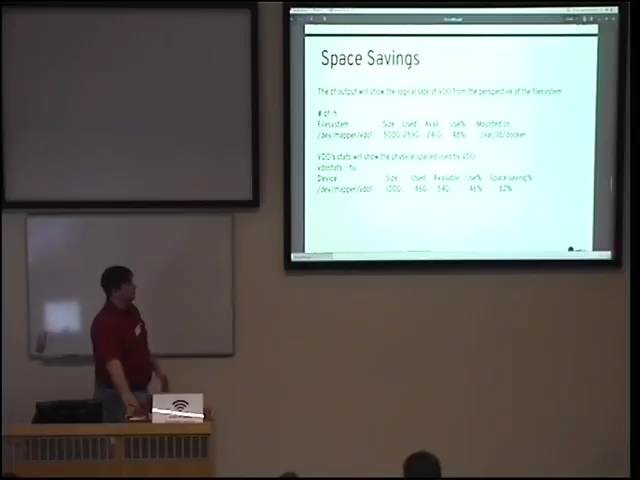 Space Savings
The df output will show the logical side of VDO from the perspective of the filesystem
# df -h
Filesystem Size Used Avail Use% Mounted on
/dev/mapper/vdo1 500G 259G 241G 48% /var/lib/docker
VDO's stats will show the physical spaced used by VDO
vdostats --hu
Device Size Used Available Use% Space saving%
/dev/mapper/vdo1 100G 46G 54G 46% 82%